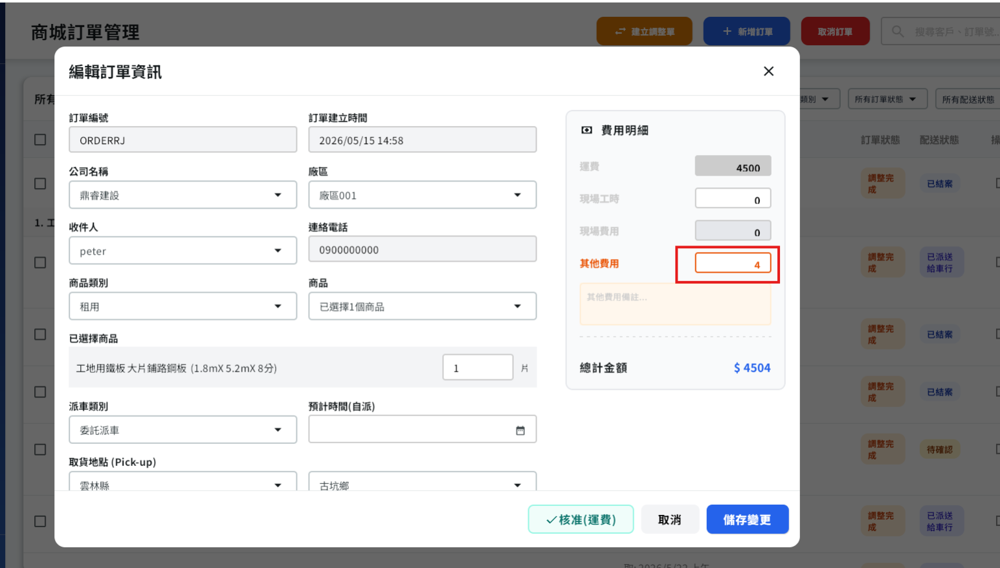 商城訂單管理
建立調整單
+ 新增訂單
取消訂單
搜尋客戶、訂單號...
編輯訂單資訊
所有
類別
所有訂單狀態
所有配送狀態
訂單編號
訂單建立時間
ORDERRJ
2026/05/15 14:58
公司名稱
廠區
鼎睿建設
廠區001
收件人
連絡電話
peter
0900000000
商品類別
商品
租用
已選擇1個商品
已選擇商品
工地用鐵板 大片鋪路鋼板 (1.8mX 5.2mX 8分)
1
片
派車類別
預計時間(自派)
委託派車
取貨地點 (Pick-up)
雲林縣
古坑鄉
費用明細
運費
4500
現場工時
0
現場費用
0
其他費用
4
其他費用備註...
總計金額
$ 4504
核准(運費)
取消
儲存變更
訂單狀態
配送狀態
操
調整完成
已結案
1. 工
調整完成
已派送給車行
調整完成
已結案
調整完成
已結案
調整完成
待確認
調整完成
已派送給車行